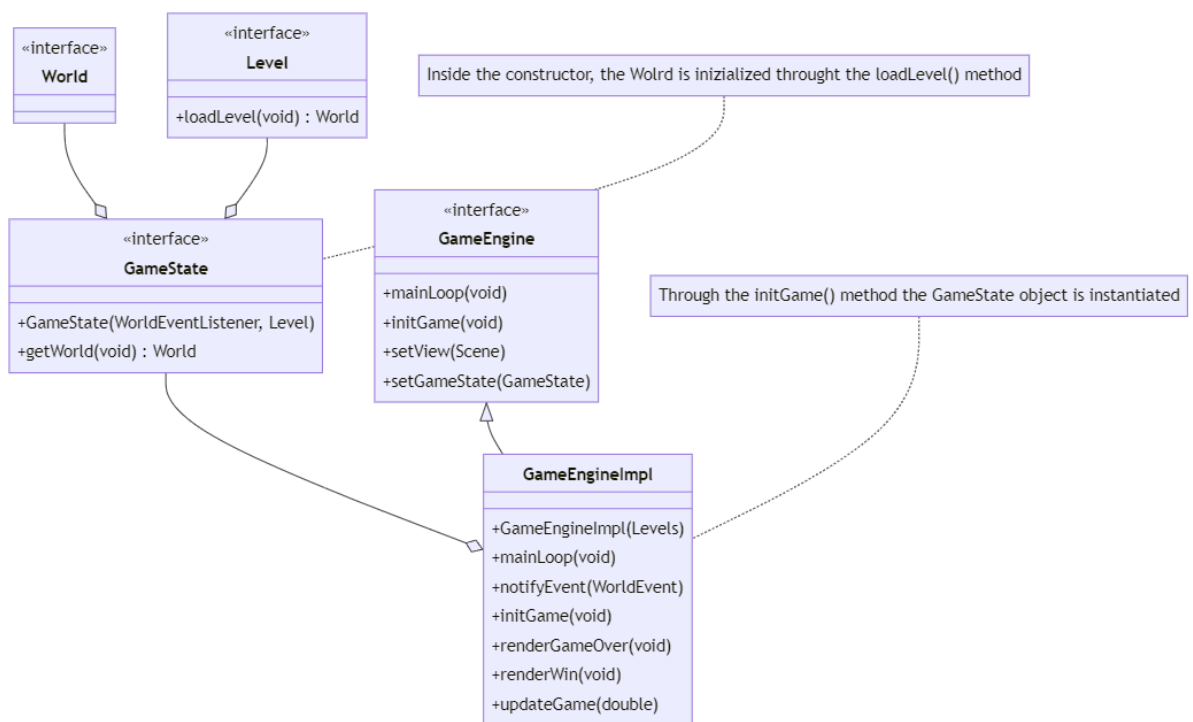 «interface»
World
«interface»
Level
+loadLevel(void) : World
Inside the constructor, the Wolrd is inizialized throught the loadLevel() method
«interface»
GameState
+GameState(WorldEventListener, Level)
+getWorld(void) : World
«interface»
GameEngine
+mainLoop(void)
+initGame(void)
+setView(Scene)
+setGameState(GameState)
Through the initGame() method the GameState object is instantiated
GameEngineImpl
+GameEngineImpl(Levels)
+mainLoop(void)
+notifyEvent(WorldEvent)
+initGame(void)
+renderGameOver(void)
+renderWin(void)
+updateGame(double)